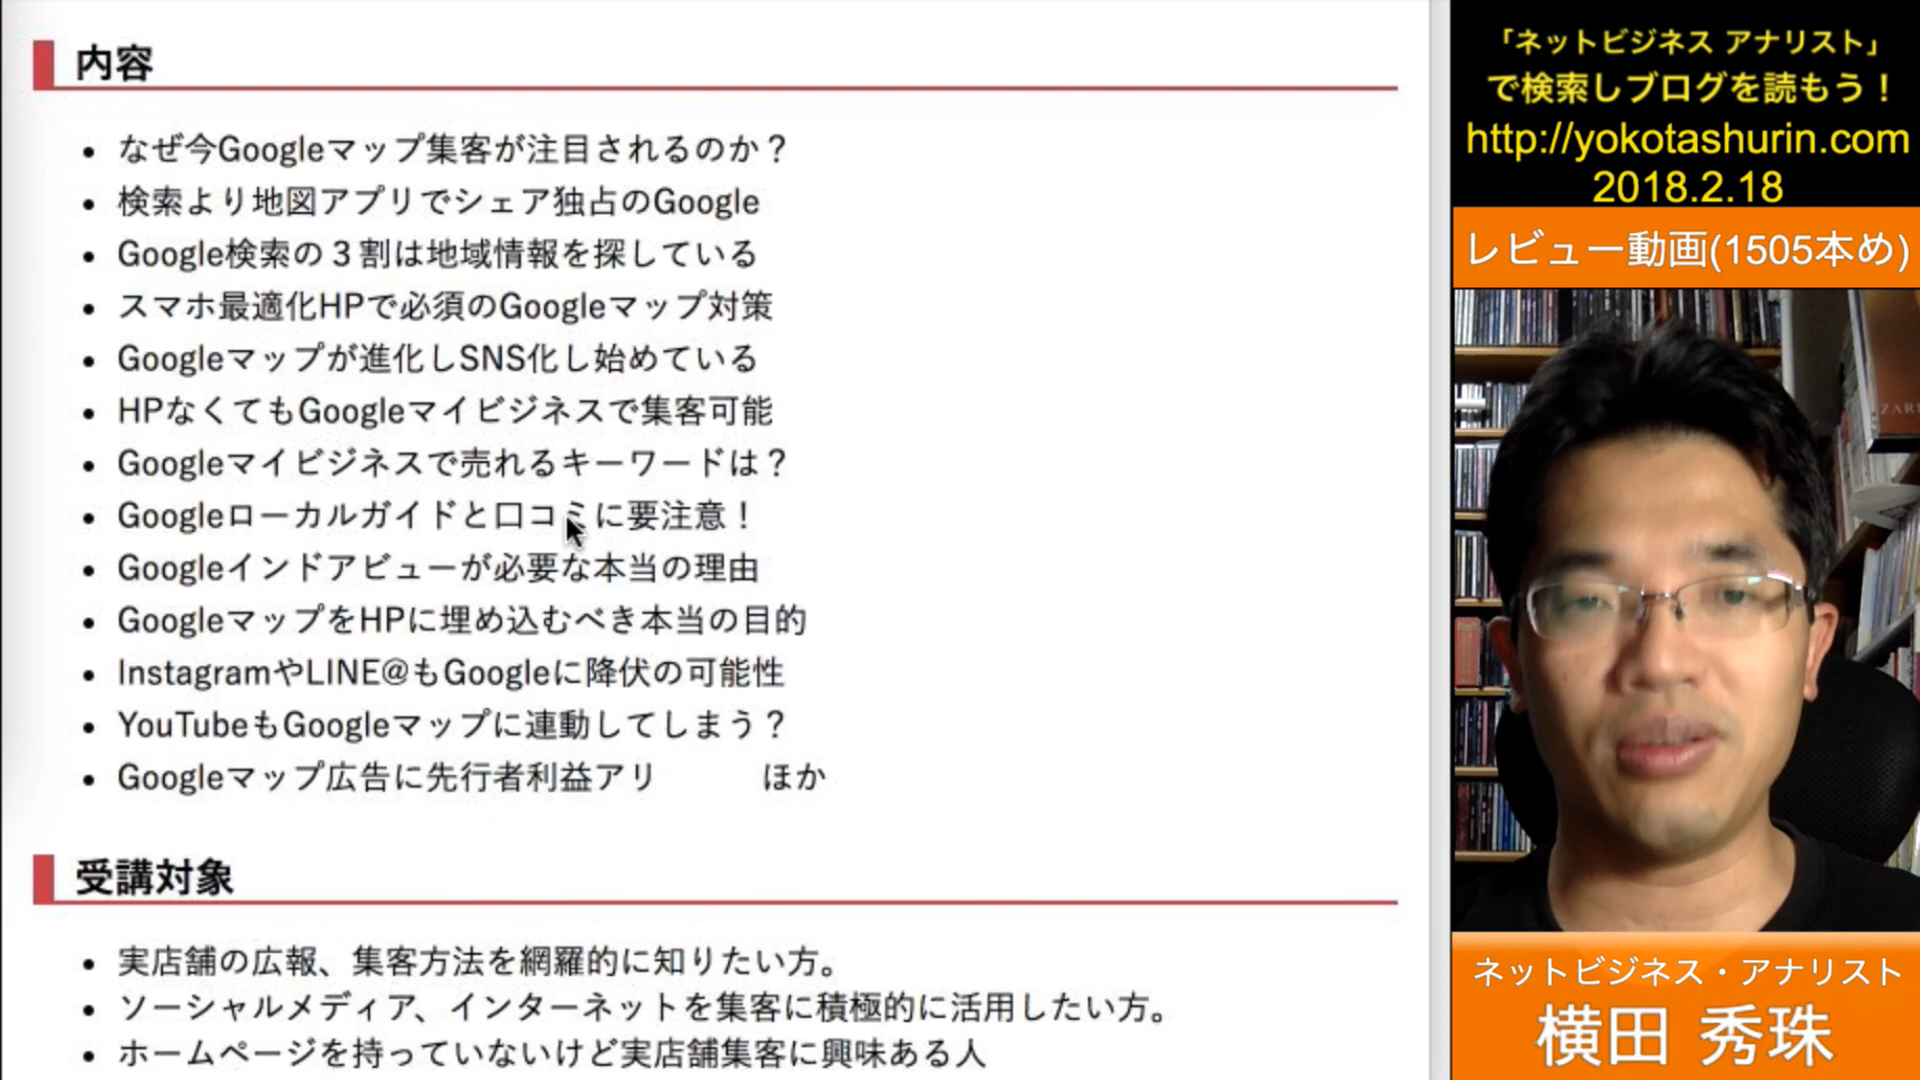 内容
• なぜ今Googleマップ集客が注目されるのか？
• 検索より地図アプリでシェア独占のGoogle
• Google検索の３割は地域情報を探している
• スマホ最適化HPで必須のGoogleマップ対策
• Googleマップが進化しSNS化し始めている
• HPなくてもGoogleマイビジネスで集客可能
• Googleマイビジネスで売れるキーワードは？
• Googleローカルガイドと口コミに要注意！
• Googleインドアビューが必要な本当の理由
• GoogleマップをHPに埋め込むべき本当の目的
• InstagramやLINE@もGoogleに降伏の可能性
• YouTubeもGoogleマップに連動してしまう？
• Googleマップ広告に先行者利益アリ　　　ほか
受講対象
• 実店舗の広報、集客方法を網羅的に知りたい方。
• ソーシャルメディア、インターネットを集客に積極的に活用したい方。
• ホームページを持っていないけど実店舗集客に興味ある人
「ネットビジネス アナリスト」
で検索しブログを読もう！
http://yokotashurin.com
2018.2.18
レビュー動画(1505本め)
ZARD
ネットビジネス・アナリスト
横田 秀珠